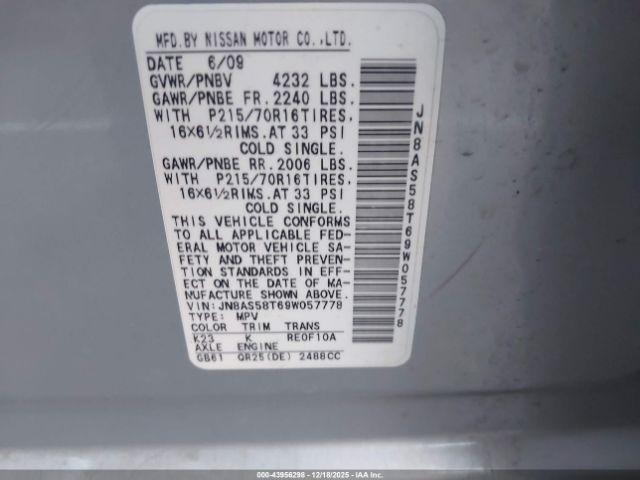 MFD.BY NISSAN MOTOR CO.,LTD.
DATE 6/09
GVWR/PNBV 4232 LBS.
GAWR/PNBE FR. 2240 LBS.
WITH P215/70R16TIRES,
16X6½RIMS.AT 33 PSI
COLD SINGLE.
GAWR/PNBE RR. 2006 LBS.
WITH P215/70R16TIRES,
16X6½RIMS.AT 33 PSI
COLD SINGLE.
THIS VEHICLE CONFORMS
TO ALL APPLICABLE FED-
ERAL MOTOR VEHICLE SA-
FETY AND THEFT PREVEN-
TION STANDARDS IN EFF-
ECT ON THE DATE OF MA-
NUFACTURE SHOWN ABOVE.
VIN:JN8AS58T69W057778
TYPE: MPV
COLOR TRIM TRANS
K23 K RE0F10A
AXLE ENGINE
GB61 QR25(DE) 2488CC
JN8AS58T69W057778
000-43956298 - 12/18/2025 - IAA, Inc.